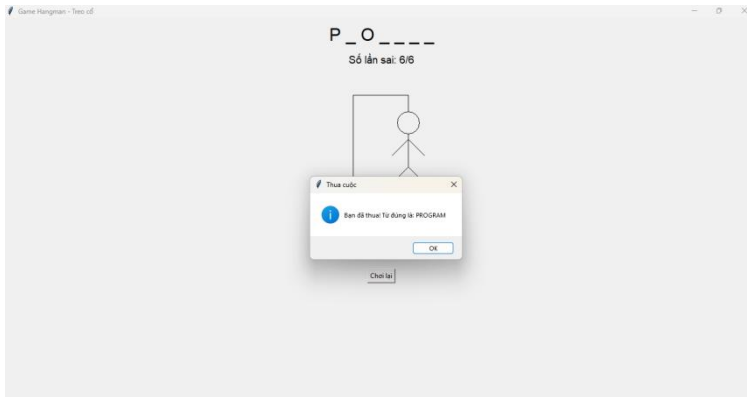 Game Hangman - Treo cổ
P _ O _ _ _ _
Số lần sai: 6/6
Thua cuộc
Bạn đã thua! Từ đúng là: PROGRAM
OK
Chơi lại